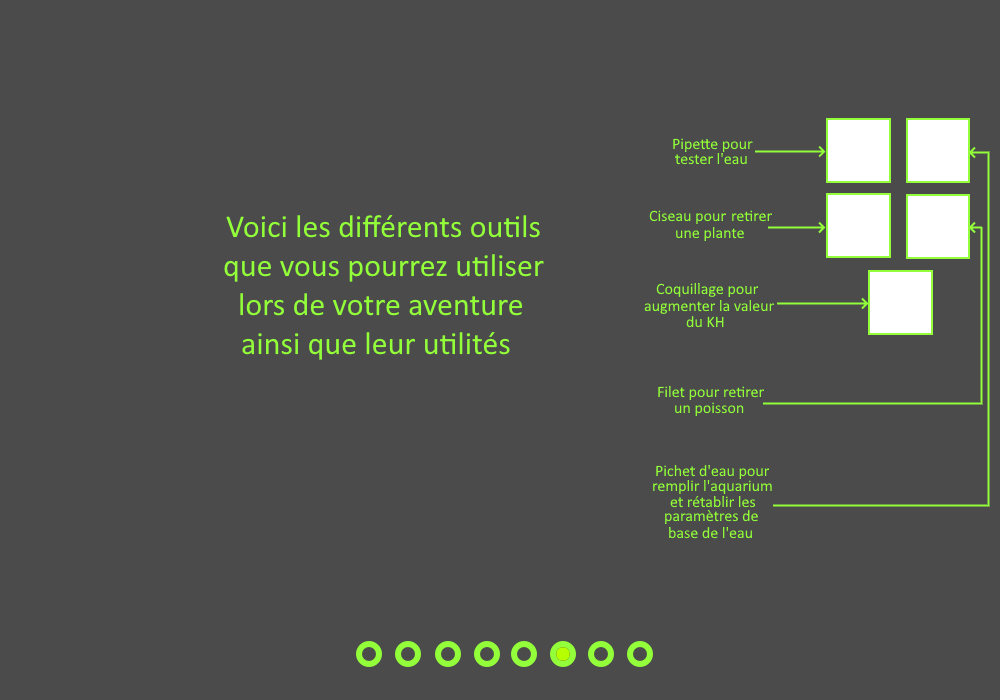 Voici les différents outils
que vous pourrez utiliser
lors de votre aventure
ainsi que leur utilités
Pipette pour
tester l'eau
Ciseau pour retirer
une plante
Coquillage pour
augmenter la valeur
du KH
Filet pour retirer
un poisson
Pichet d'eau pour
remplir l'aquarium
et rétablir les
paramètres de
base de l'eau